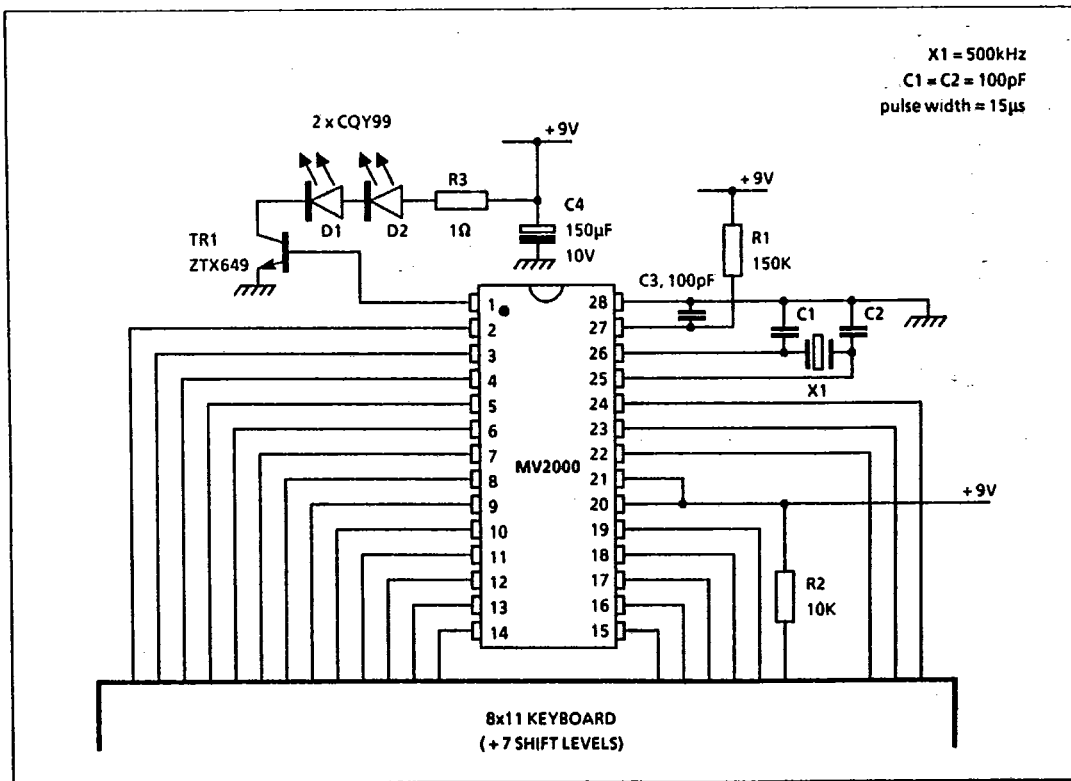 X1 = 500kHz
C1 = C2 = 100pF
pulse width = 15µs
2 x CQY99
+9V
R3
1Ω
D1
D2
C4
150µF
10V
TR1
ZTX649
+9V
R1
150K
C3, 100pF
C1
C2
X1
1
2
3
4
5
6
7
8
9
10
11
12
13
14
MV2000
28
27
26
25
24
23
22
21
20
19
18
17
16
15
+9V
R2
10K
8x11 KEYBOARD
(+7 SHIFT LEVELS)